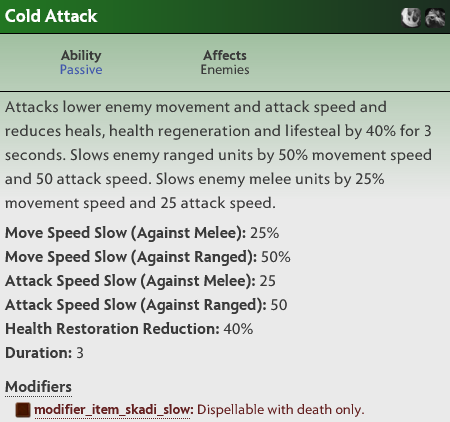 Cold Attack
Ability
Affects
Passive
Enemies
Attacks lower enemy movement and attack speed and
reduces heals, health regeneration and lifesteal by 40% for 3
seconds. Slows enemy ranged units by 50% movement speed
and 50 attack speed. Slows enemy melee units by 25%
movement speed and 25 attack speed.
Move Speed Slow (Against Melee): 25%
Move Speed Slow (Against Ranged): 50%
Attack Speed Slow (Against Melee): 25
Attack Speed Slow (Against Ranged): 50
Health Restoration Reduction: 40%
Duration: 3
Modifiers
modifier_item_skadi_slow: Dispellable with death only.